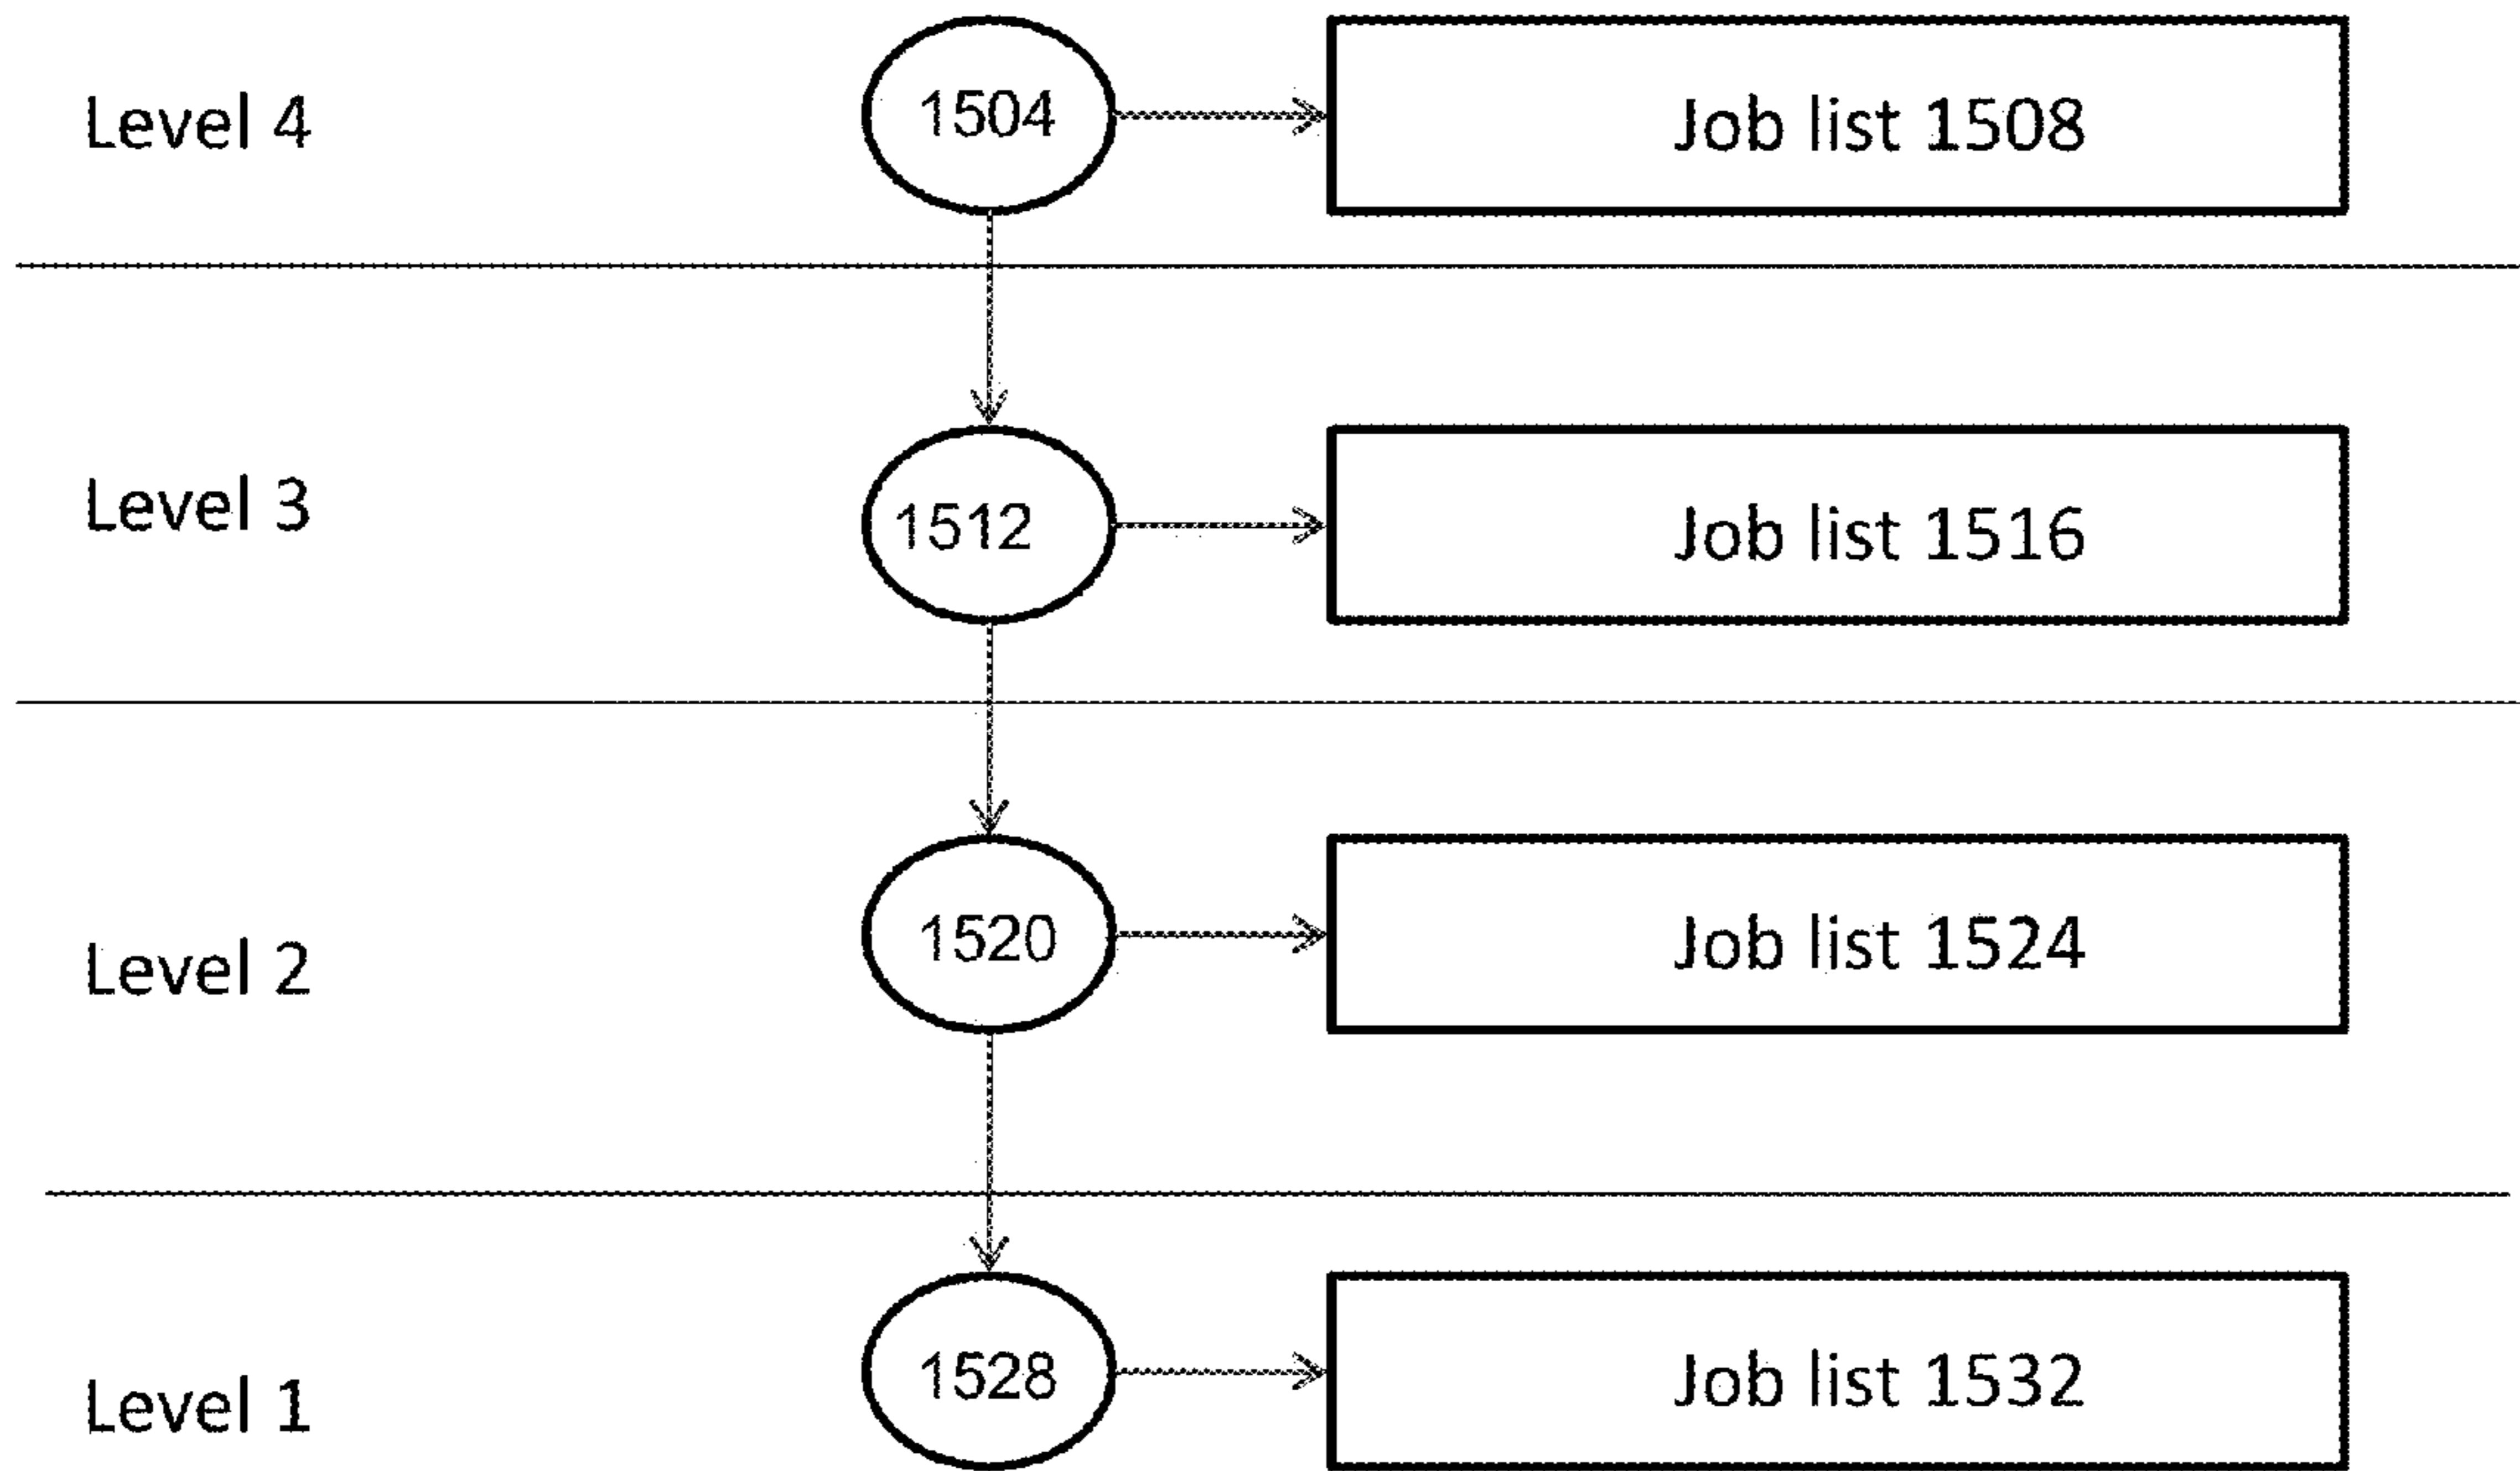 Level 4
1504
Job list 1508
Level 3
1512
Job list 1516
Level 2
1520
Job list 1524
Level 1
1528
Job list 1532